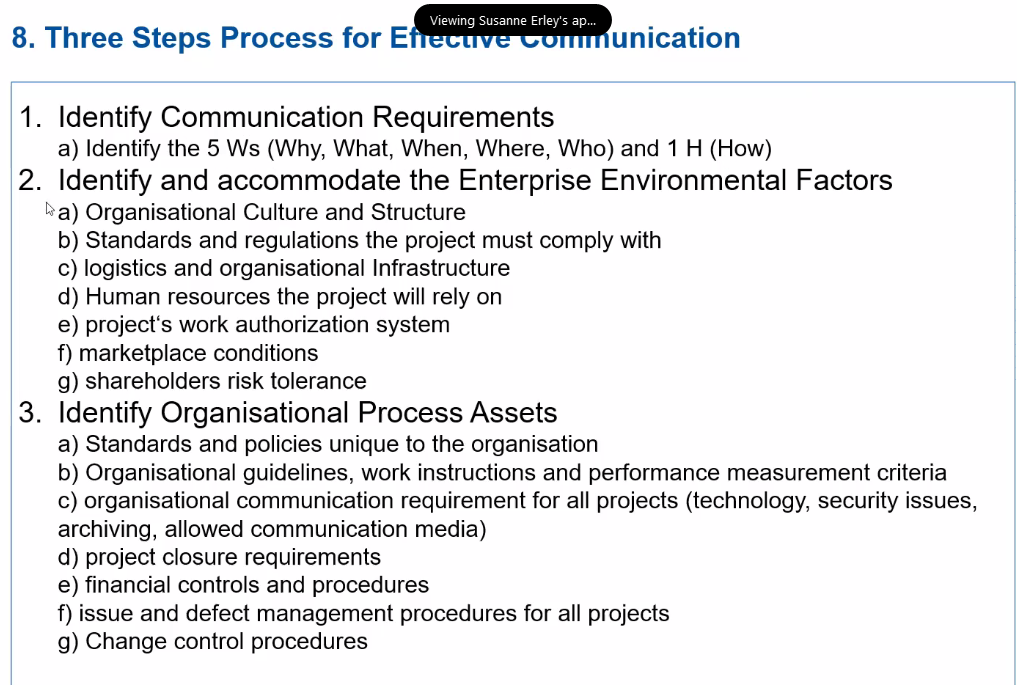 Viewing Susanne Erley's ap...
8. Three Steps Process for Effective Communication
1. Identify Communication Requirements
a) Identify the 5 Ws (Why, What, When, Where, Who) and 1 H (How)
2. Identify and accommodate the Enterprise Environmental Factors
a) Organisational Culture and Structure
b) Standards and regulations the project must comply with
c) logistics and organisational Infrastructure
d) Human resources the project will rely on
e) project‘s work authorization system
f) marketplace conditions
g) shareholders risk tolerance
3. Identify Organisational Process Assets
a) Standards and policies unique to the organisation
b) Organisational guidelines, work instructions and performance measurement criteria
c) organisational communication requirement for all projects (technology, security issues,
archiving, allowed communication media)
d) project closure requirements
e) financial controls and procedures
f) issue and defect management procedures for all projects
g) Change control procedures